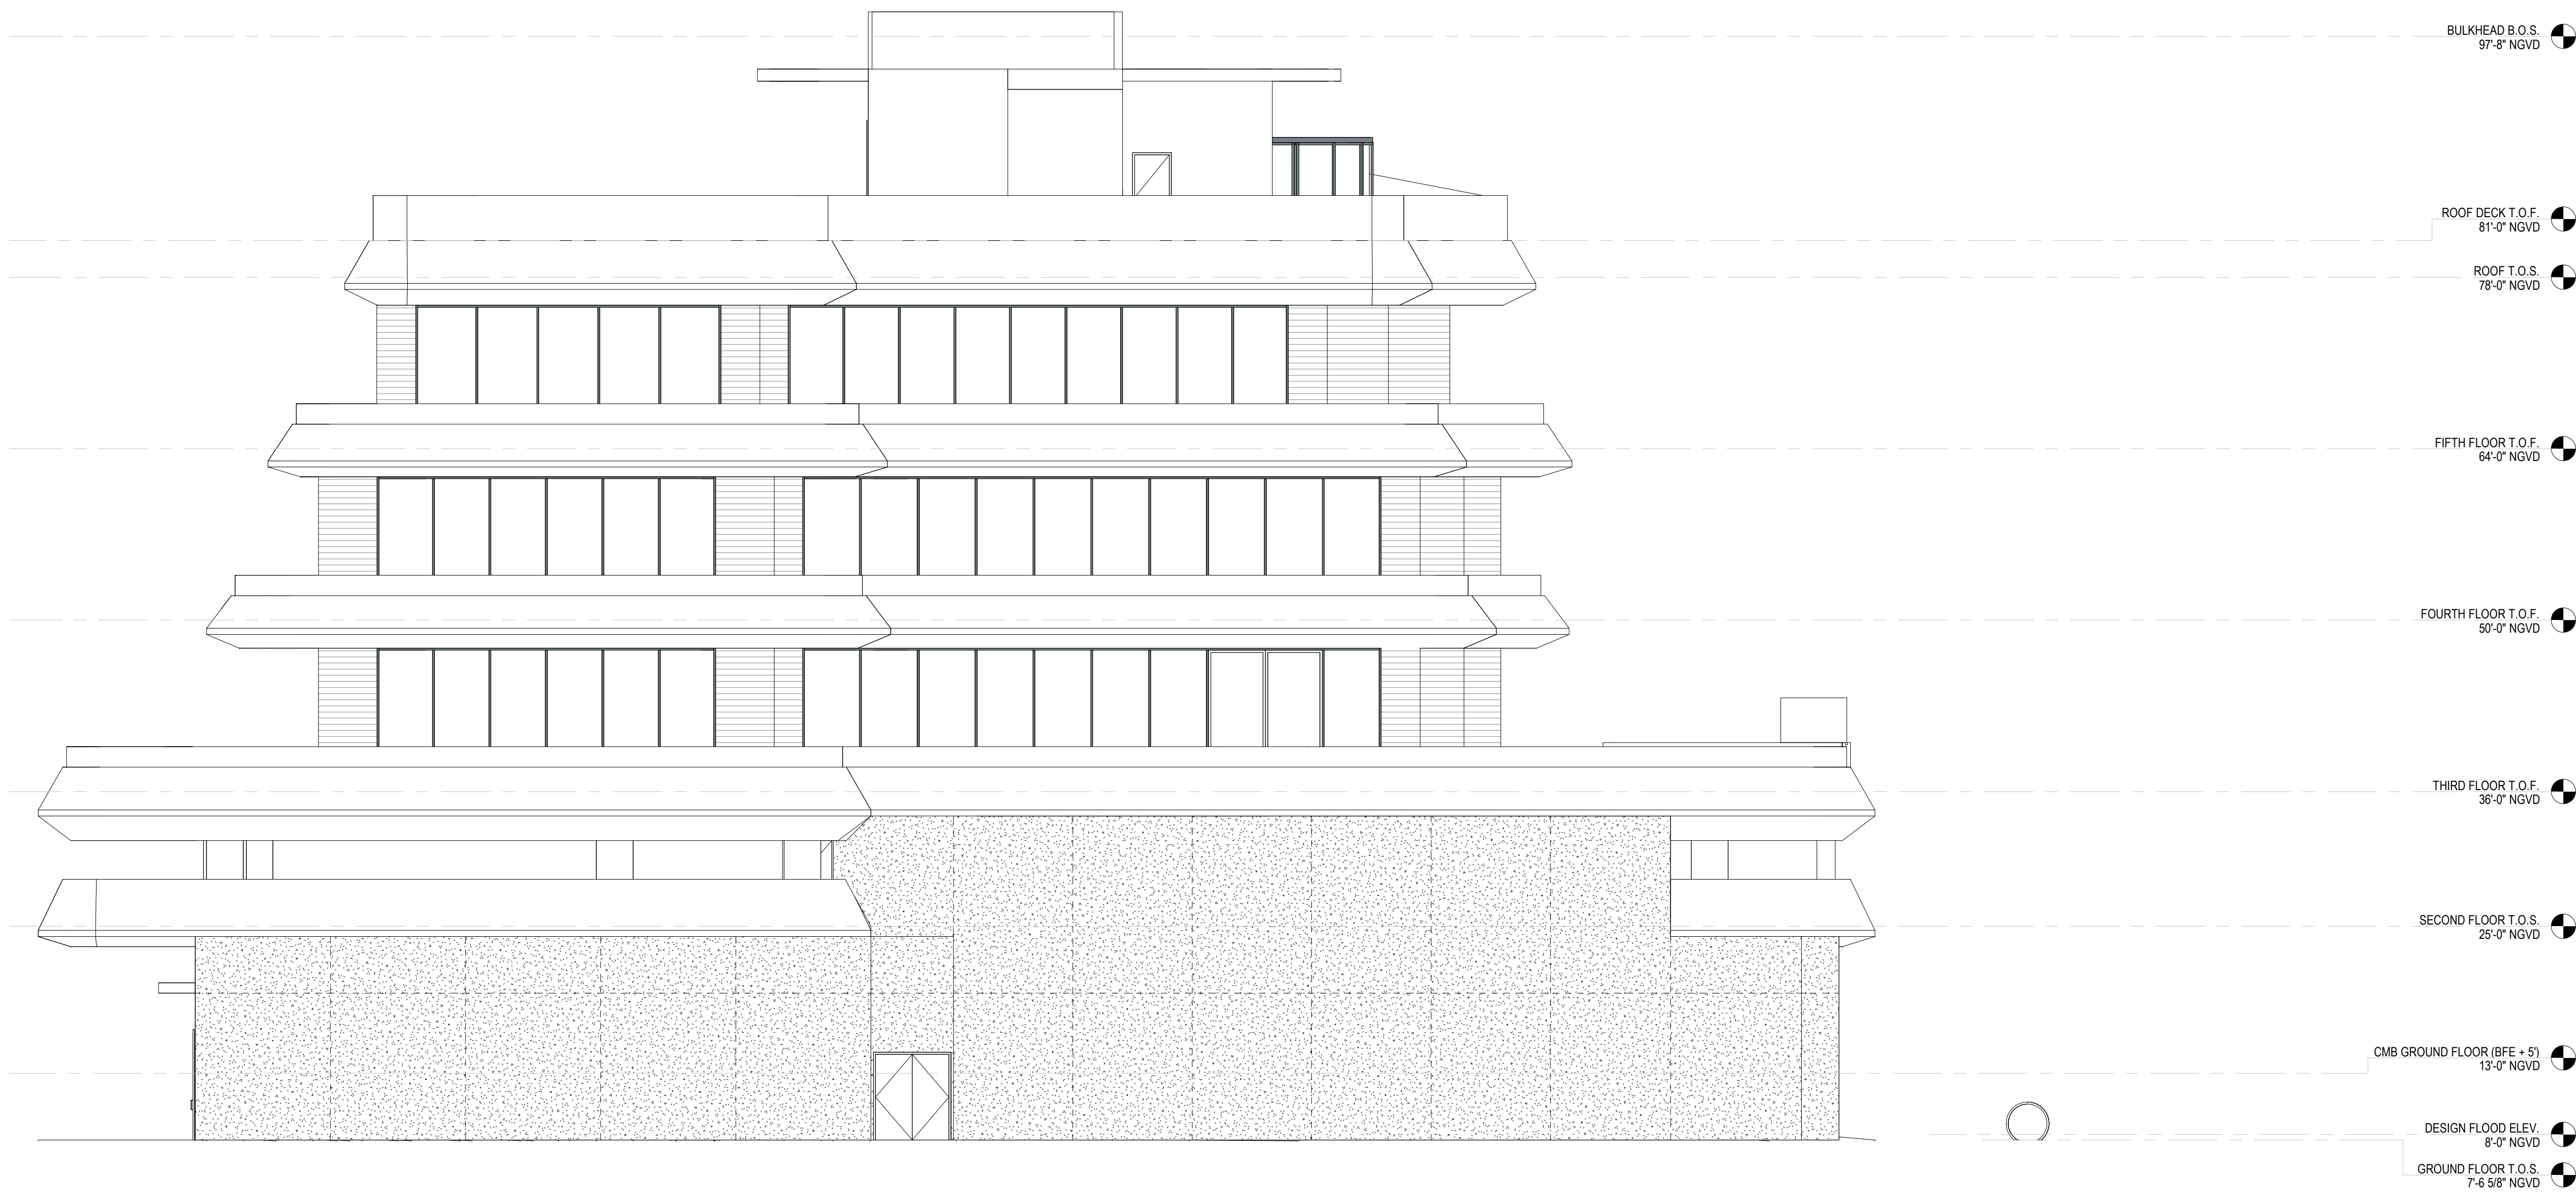 BULKHEAD B.O.S.
97'-8" NGVD
ROOF DECK T.O.F.
81'-0" NGVD
ROOF T.O.S.
78'-0" NGVD
FIFTH FLOOR T.O.F.
64'-0" NGVD
FOURTH FLOOR T.O.F.
50'-0" NGVD
THIRD FLOOR T.O.F.
36'-0" NGVD
SECOND FLOOR T.O.S.
25'-0" NGVD
CMB GROUND FLOOR (BFE + 5')
13'-0" NGVD
DESIGN FLOOD ELEV.
8'-0" NGVD
GROUND FLOOR T.O.S.
7'-6 5/8" NGVD